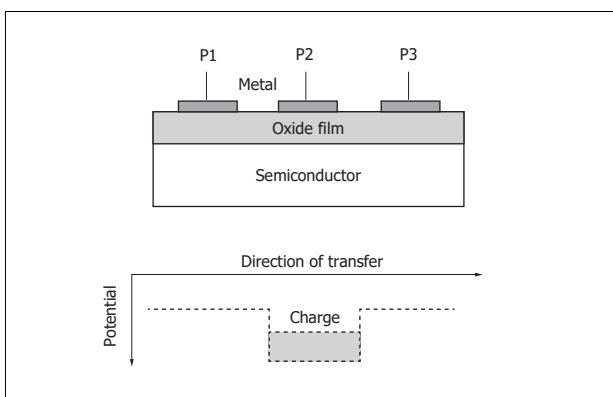 P1 P2 P3
Metal
Oxide film
Semiconductor
Direction of transfer
Potential
Charge